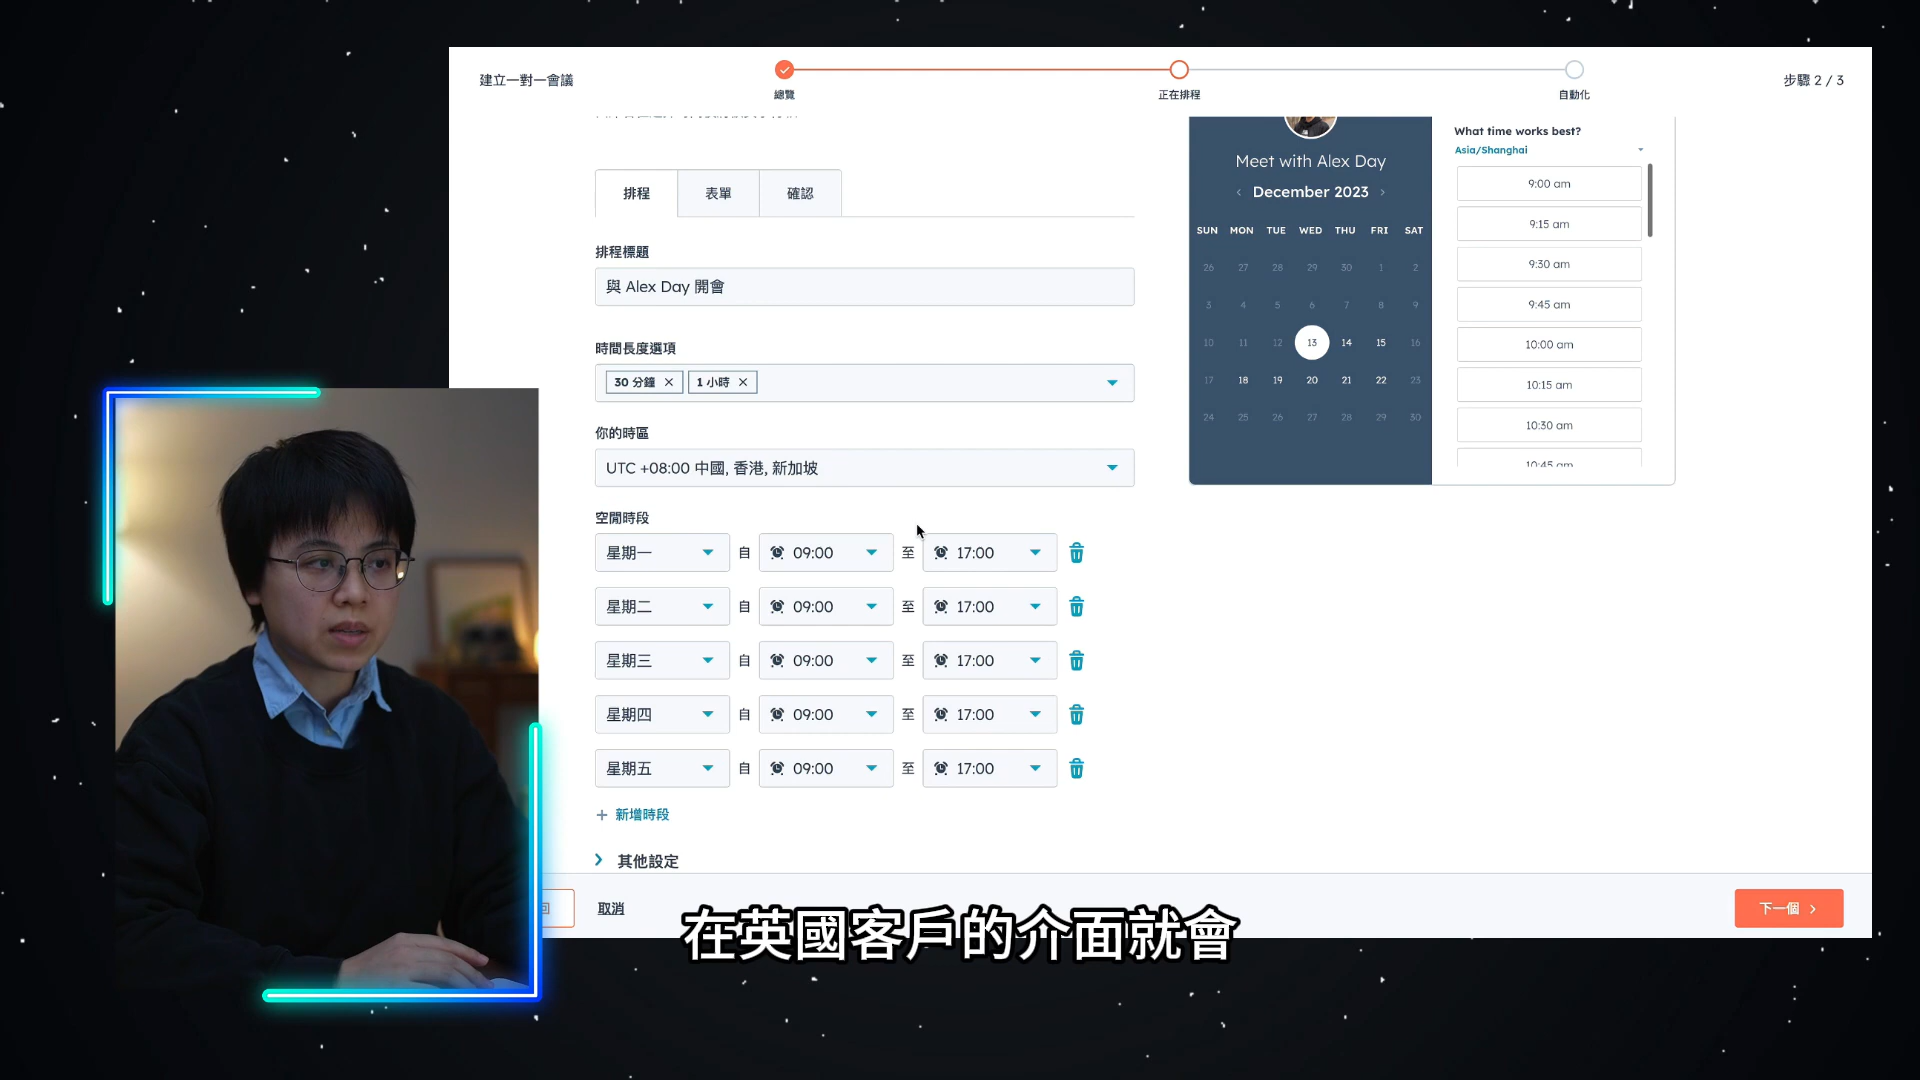 建立一對一會議
總覽
正在排程
自動化
步驟 2 / 3
排程
表單
確認
排程標題
與 Alex Day 開會
時間長度選項
30 分鐘
1 小時
你的時區
UTC +08:00 中國, 香港, 新加坡
空閒時段
星期一 自 09:00 至 17:00
星期二 自 09:00 至 17:00
星期三 自 09:00 至 17:00
星期四 自 09:00 至 17:00
星期五 自 09:00 至 17:00
+ 新增時段
其他設定
Meet with Alex Day
December 2023
SUN MON TUE WED THU FRI SAT
26 27 28 29 30 1 2
3 4 5 6 7 8 9
10 11 12 13 14 15 16
17 18 19 20 21 22 23
24 25 26 27 28 29 30
What time works best?
Asia/Shanghai
9:00 am
9:15 am
9:30 am
9:45 am
10:00 am
10:15 am
10:30 am
10:45 am
回
取消
下一個
在英國客戶的介面就會